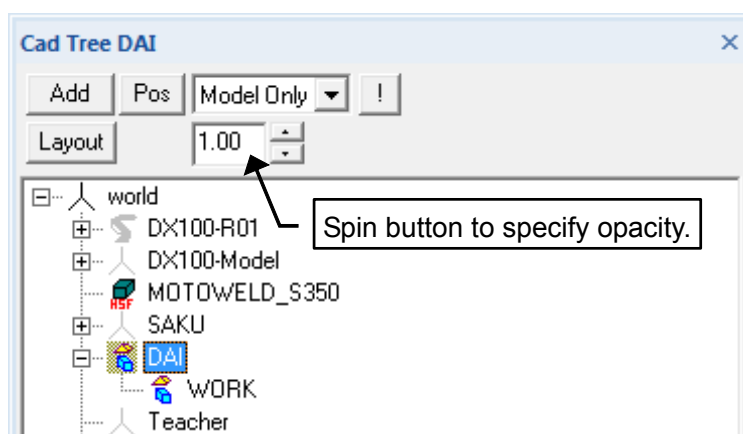 Cad Tree DAI
Add Pos Model Only !
Layout 1.00
world
Spin button to specify opacity.
DX100-R01
DX100-Model
HSF MOTOWELD_S350
SAKU
DAI
WORK
Teacher